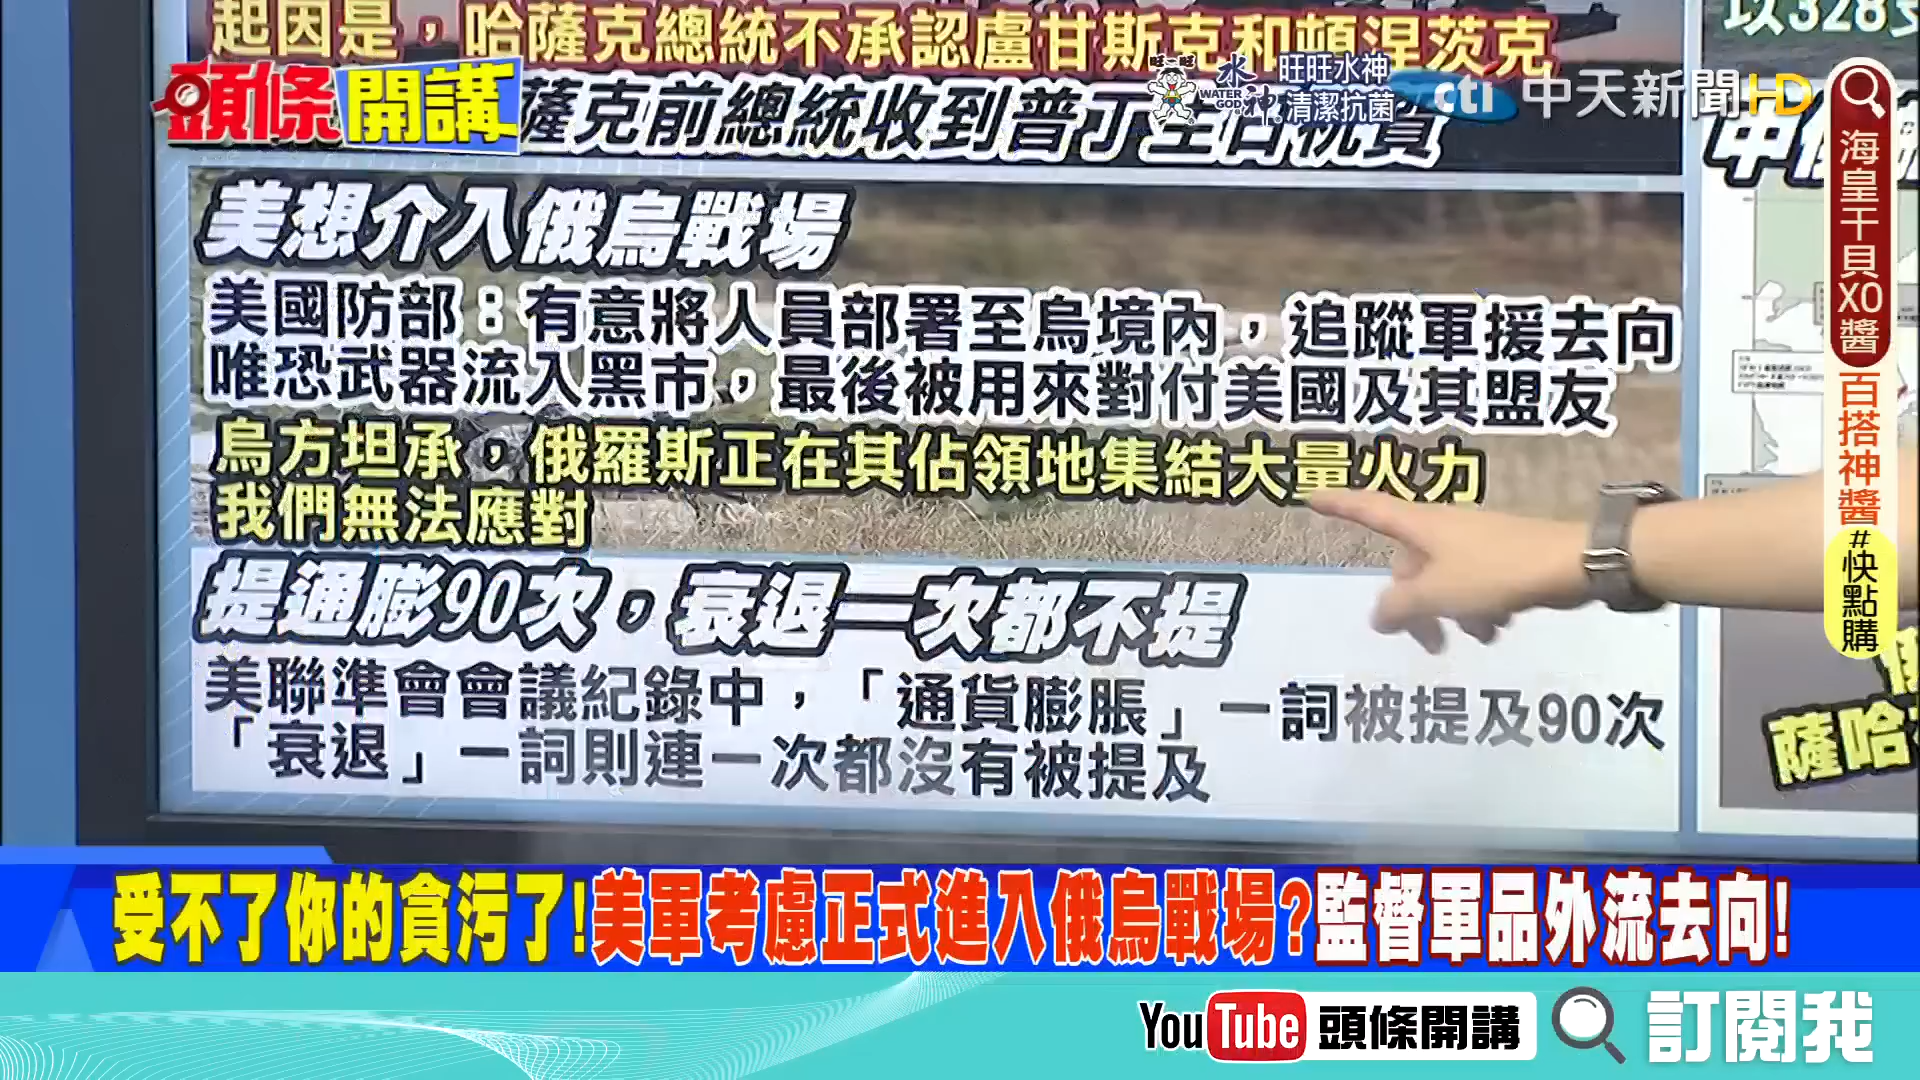 起因是，哈薩克總統不承認盧甘斯克和頓涅茨克
薩克前總統收到普丁生日祝賀
頭條開講
旺旺水神
清潔抗菌
水神
WATER GOD
cti 中天新聞HD
以328
美想介入俄烏戰場
美國防部：有意將人員部署至烏境內，追蹤軍援去向
唯恐武器流入黑市，最後被用來對付美國及其盟友
烏方坦承，俄羅斯正在其佔領地集結大量火力
我們無法應對
提通膨90次，衰退一次都不提
美聯準會會議紀錄中，「通貨膨脹」一詞被提及90次
「衰退」一詞則連一次都沒有被提及
海皇干貝XO醬
百搭神醬
#快點購
薩哈
受不了你的貪污了!美軍考慮正式進入俄烏戰場?監督軍品外流去向!
YouTube 頭條開講 訂閱我